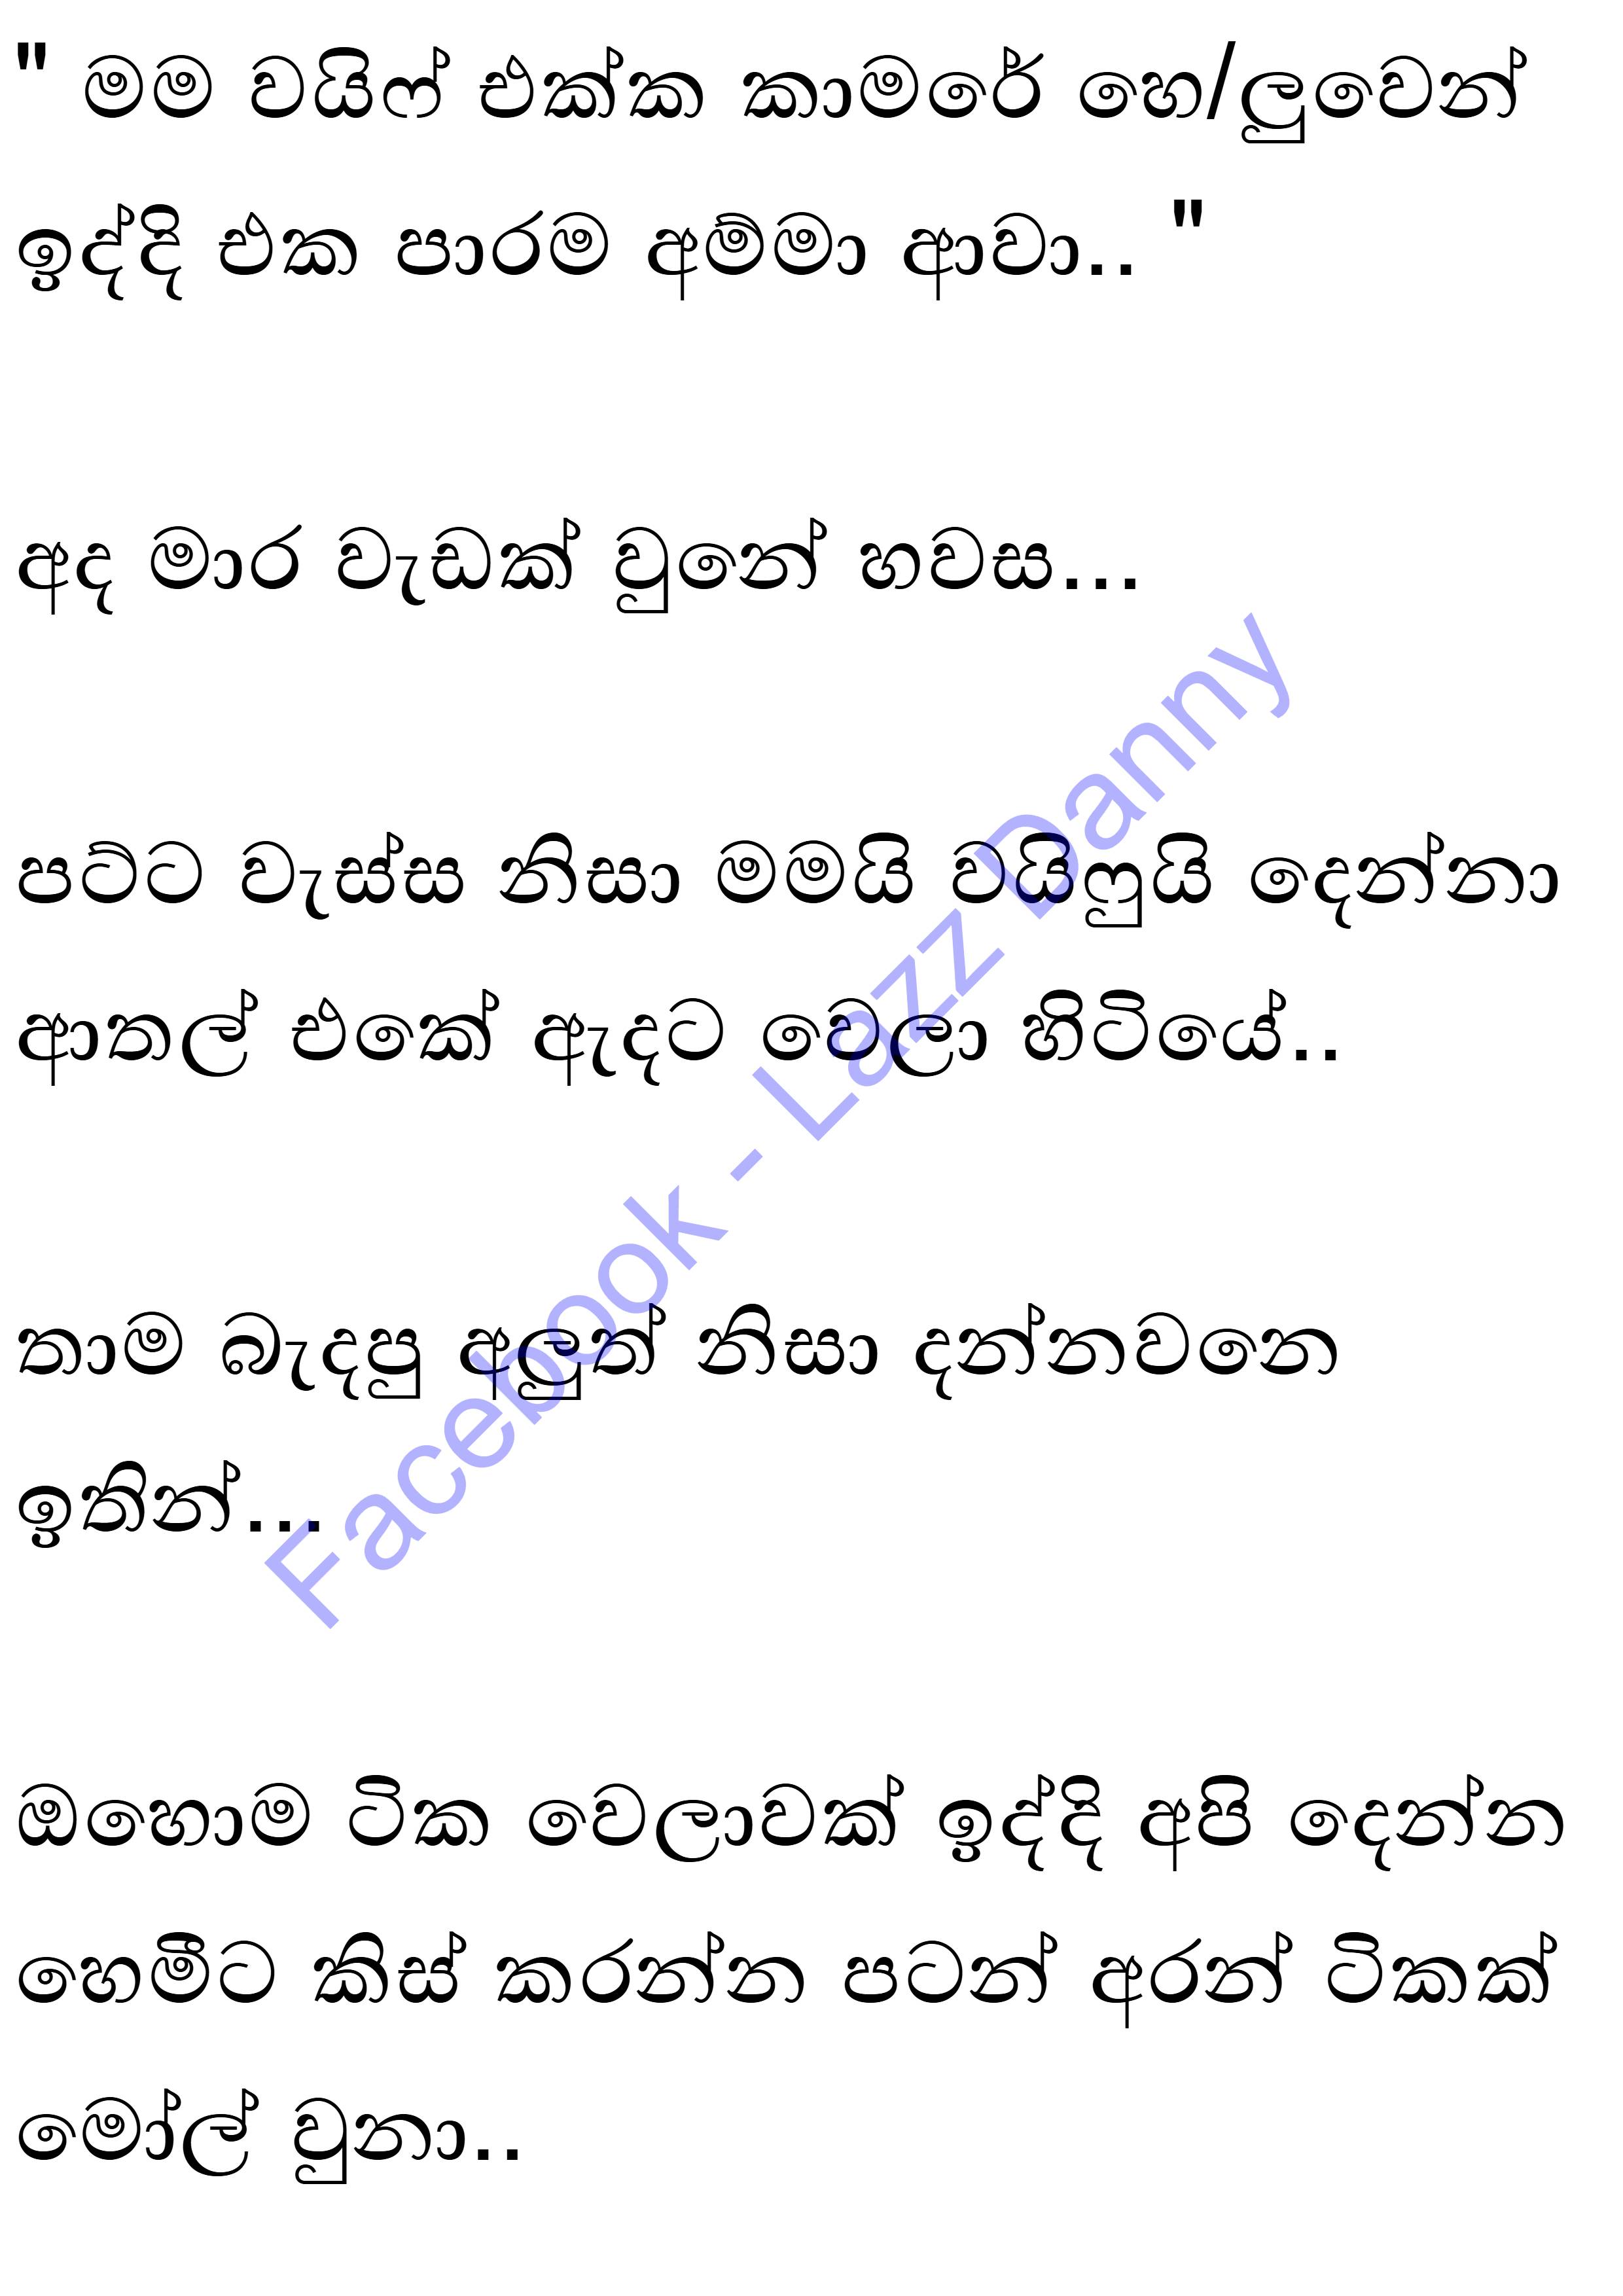 " මම වයිෆ් එක්ක කාමරේ හෙ/ලුවෙන්
ඉද්දි එක පාරම අම්මා ආවා.. "
අද මාර වැඩක් වුනේ හවස...
පට්ට වැස්ස නිසා මමයි වයිෆුයි දෙන්නා
ආතල් එකේ ඇදට වෙලා හිටියේ..
තාම බැදපු අලුත් නිසා දන්නවනෙ
ඉතින්...
ඔහොම ටික වෙලාවක් ඉද්දි අපි දෙන්න
හෙමීට කිස් කරන්න පටන් අරන් ටිකක්
මෝල් වුනා..
Facebook - Lazz Danny